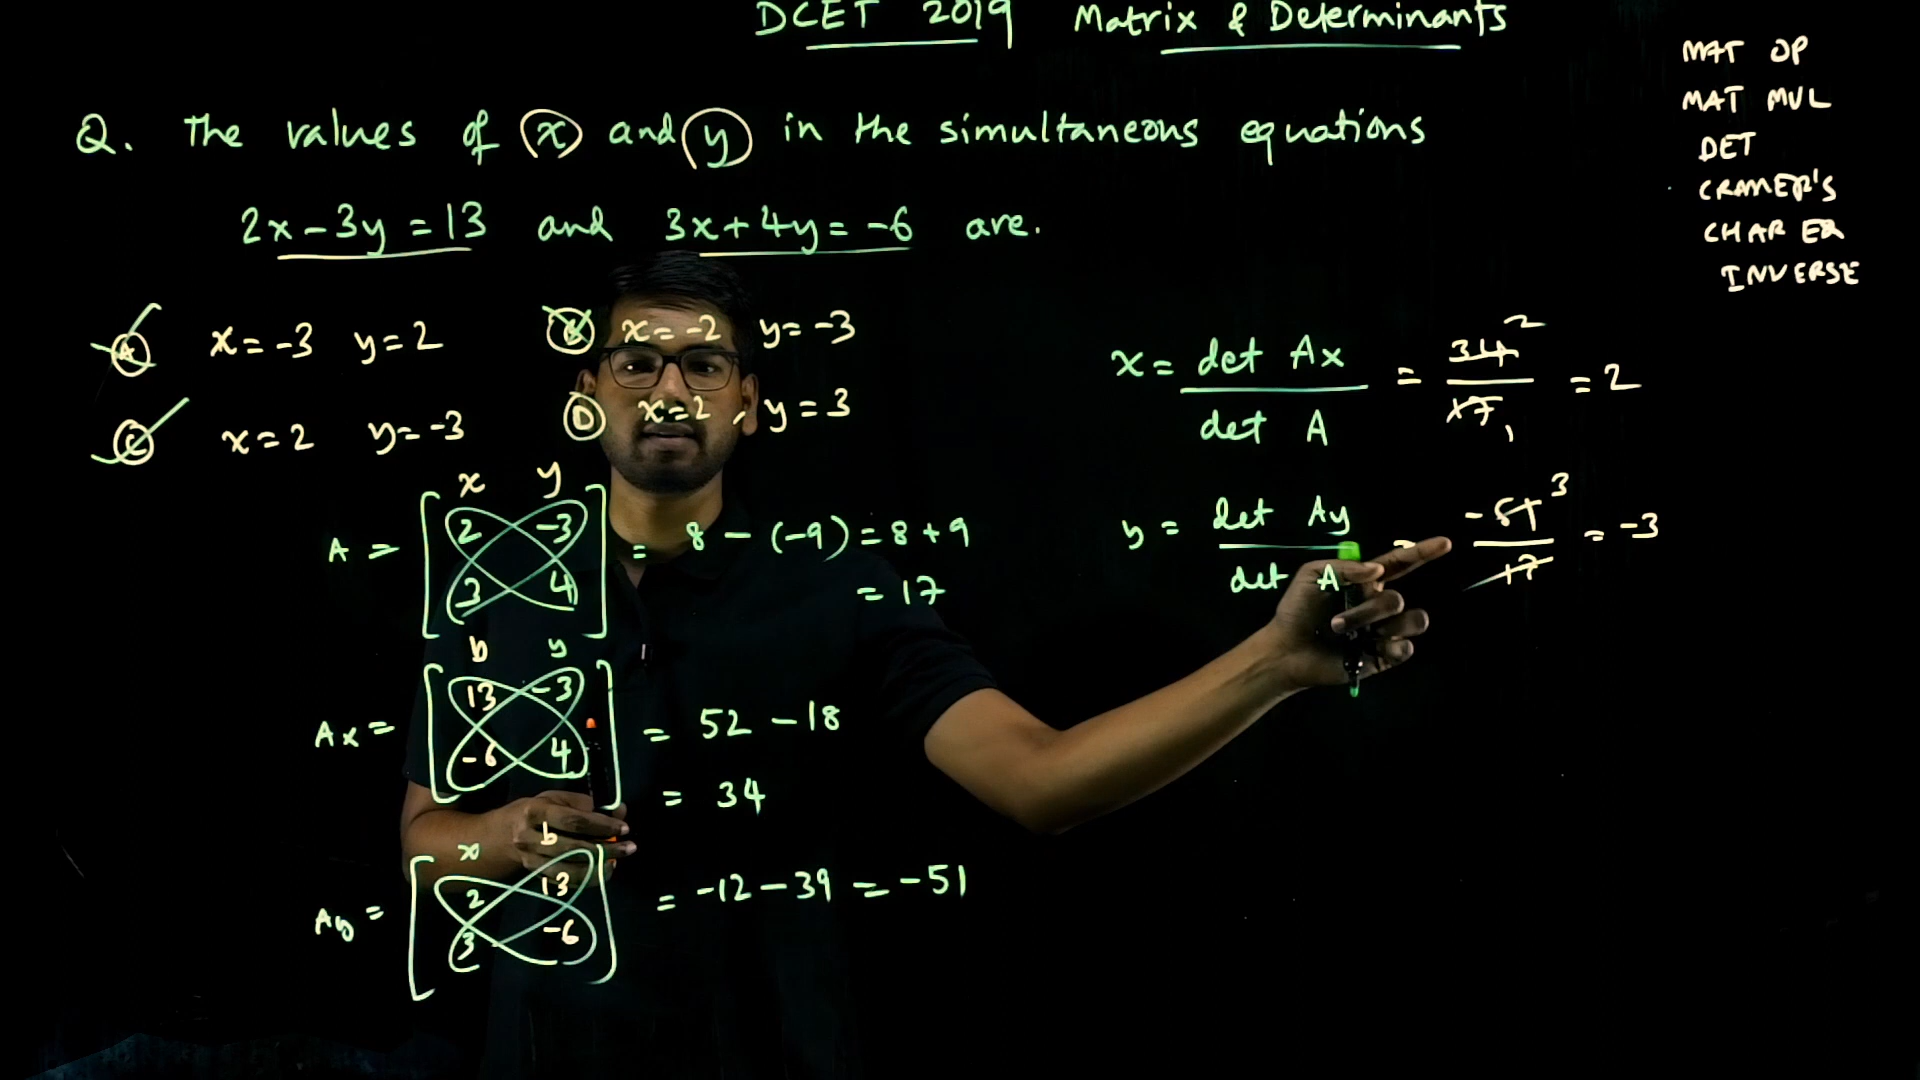 DCET 2019 Matrix & Determinants
MAT OP
MAT MUL
DET
CRAMER'S
CHAR EQ
INVERSE
Q. The values of x and y in the simultaneous equations
2x - 3y = 13 and 3x + 4y = -6 are.
A x = -3 y = 2 B x = -2 y = -3
C x = 2 y = -3 D x = 2, y = 3
x y
A = [2 -3
3 4] = 8 - (-9) = 8 + 9
= 17
b y
Ax = [13 -3
-6 4] = 52 - 18
= 34
x b
Ay = [2 13
3 -6] = -12 - 39 = -51
x = det Ax / det A = 34 2 / 17 1 = 2
y = det Ay / det A = -51 3 / 17 = -3